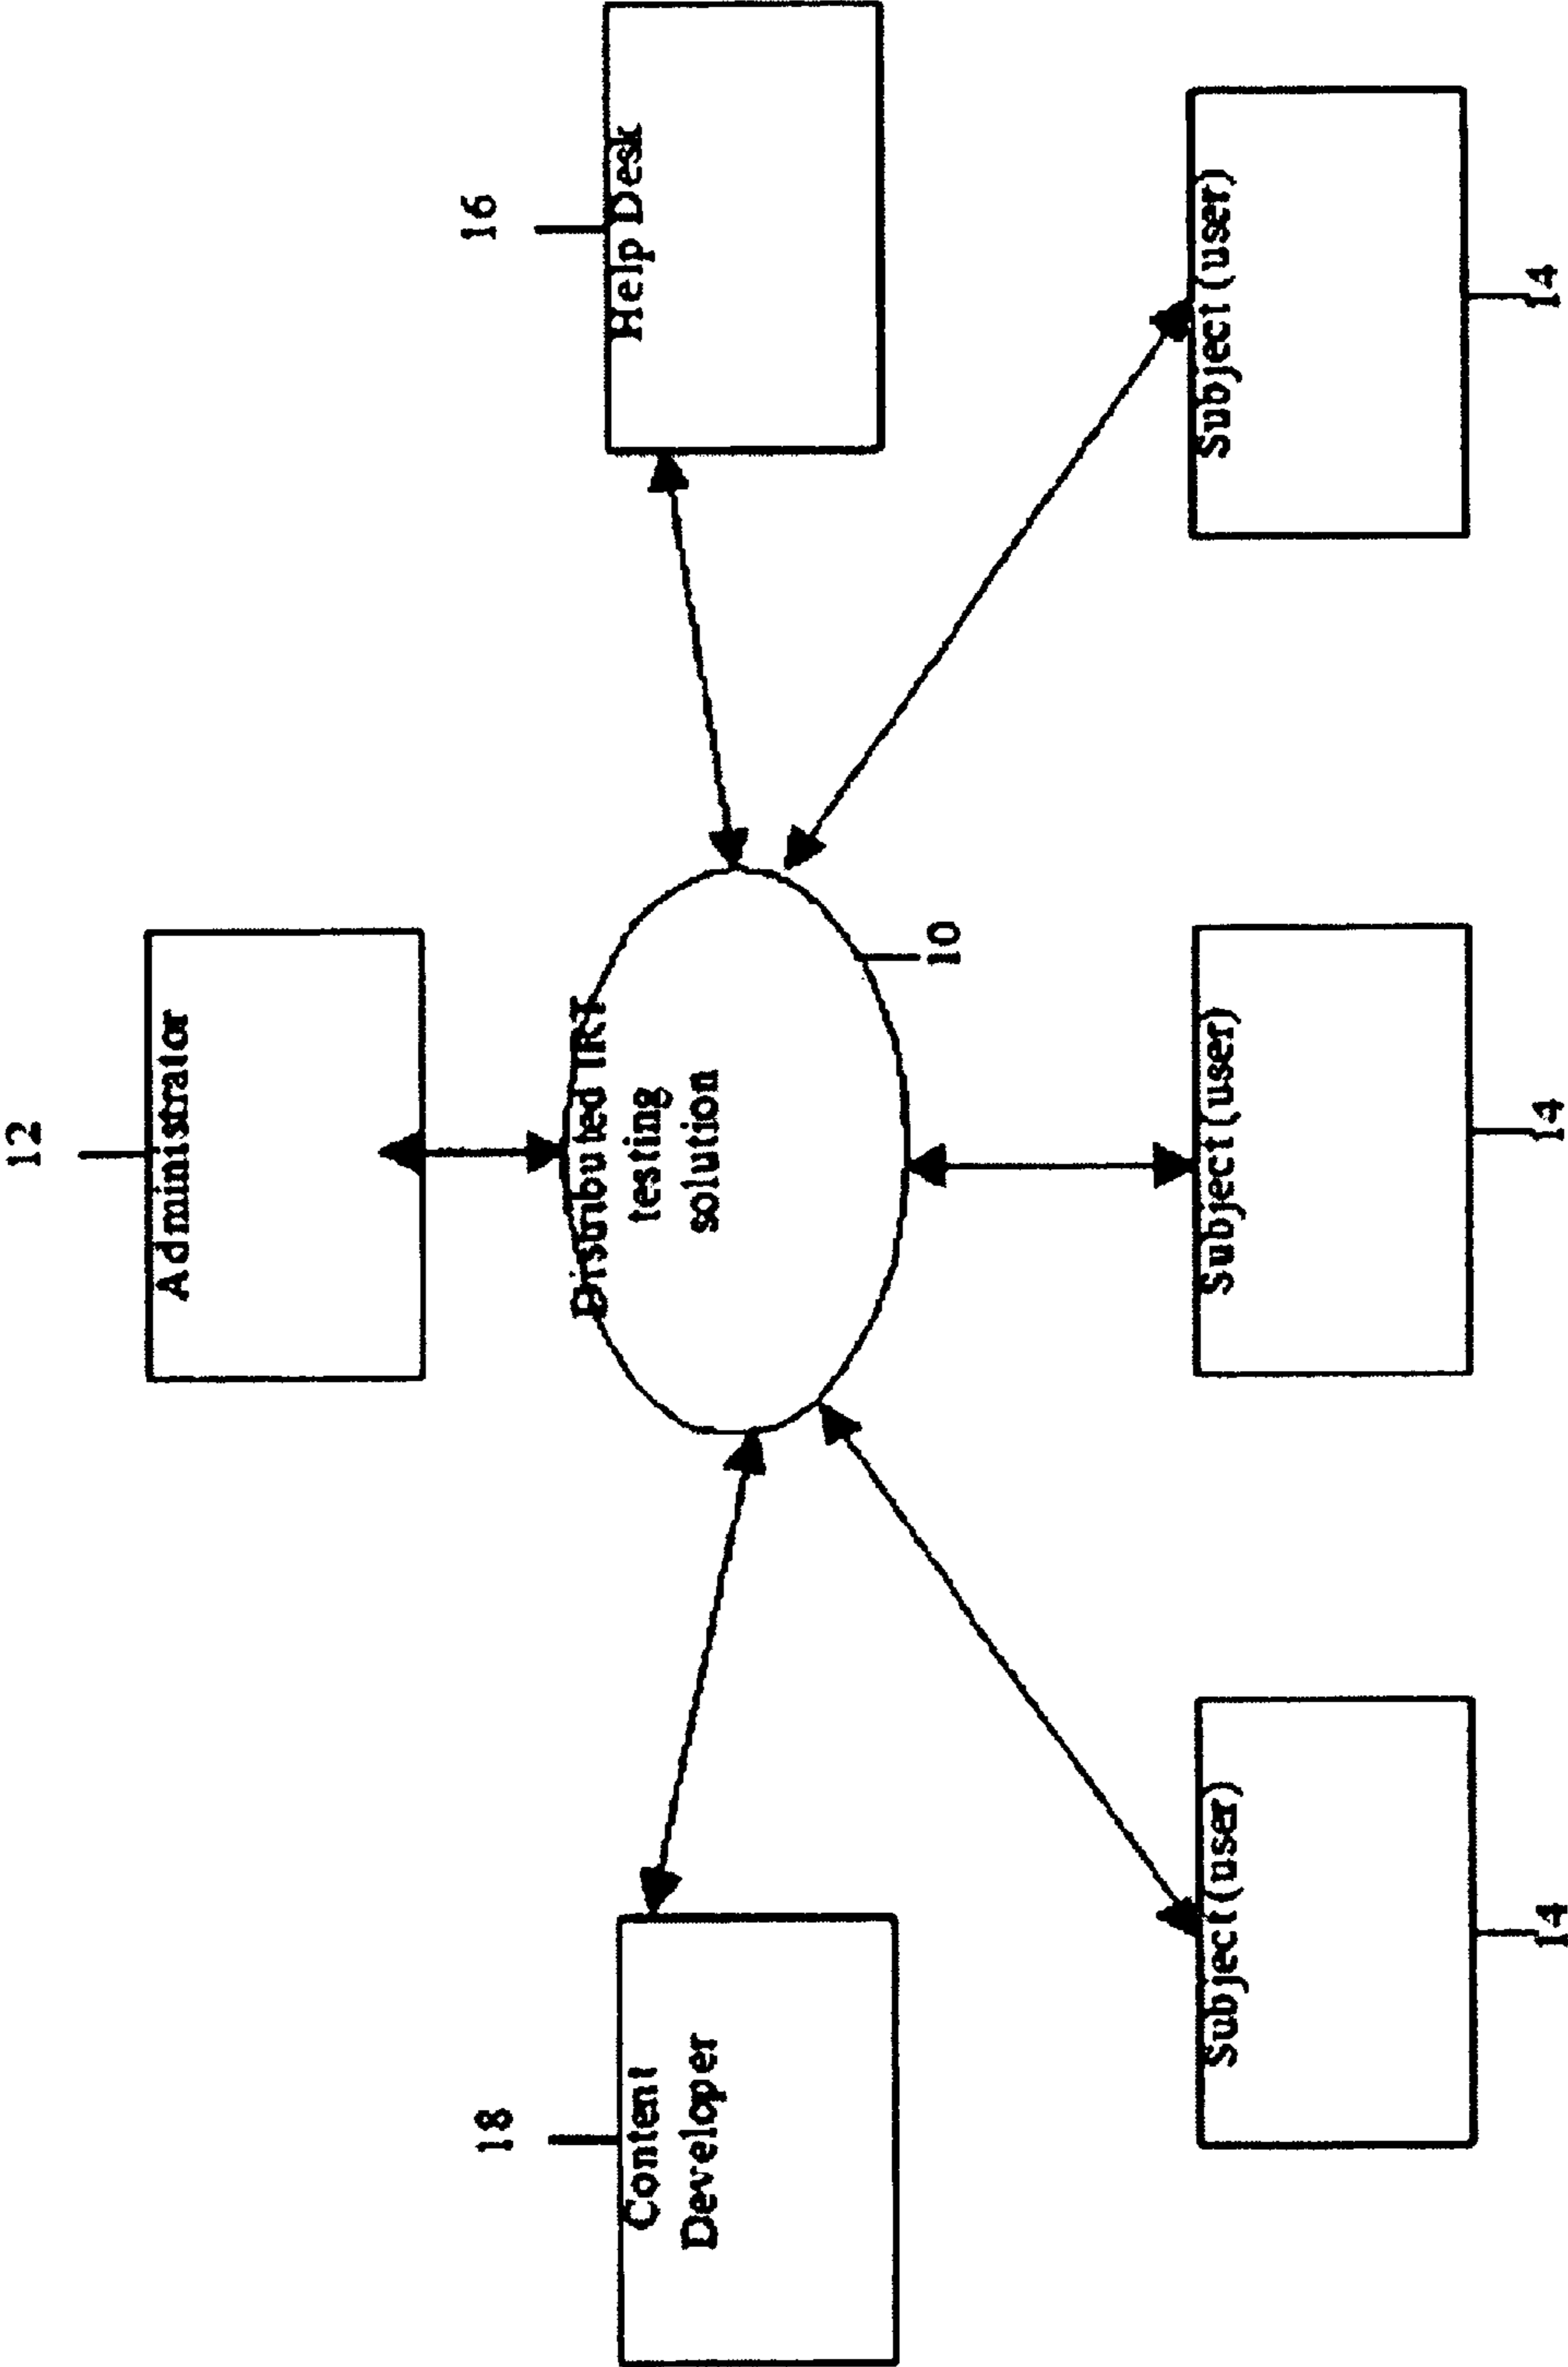 12
Administrator
18
16
Content
Developer
Distributed IRT
testing
solution
Help Desk
10
Subject (user)
Subject (user)
Subject (user)
14
14
14